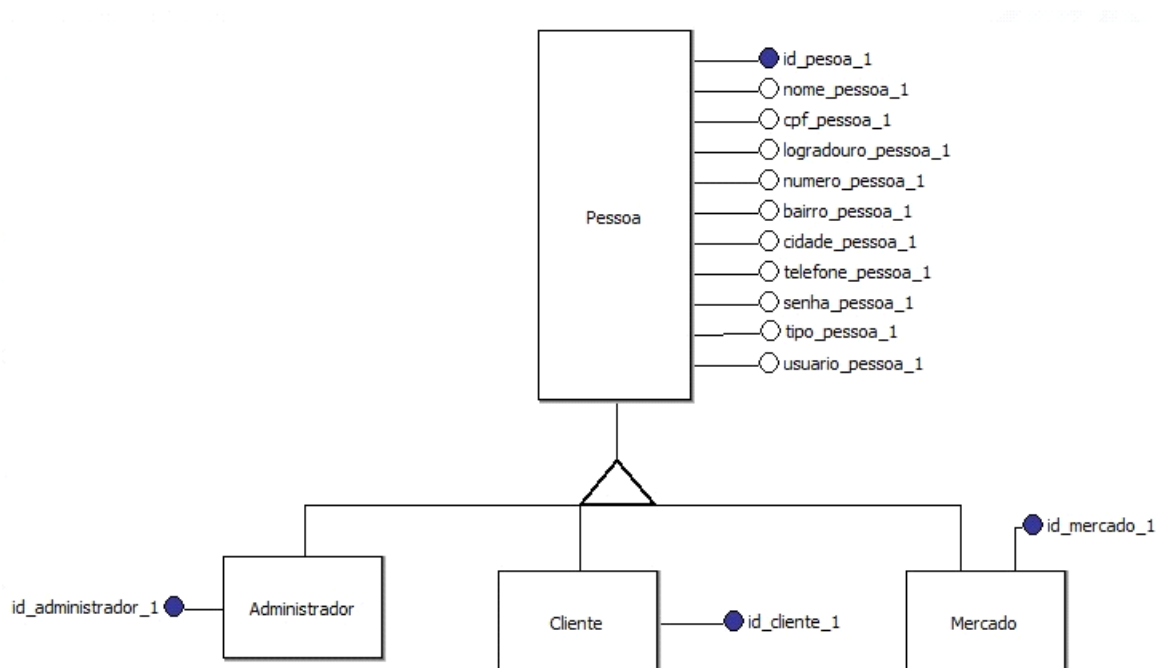 id_pesoa_1
nome_pessoa_1
cpf_pessoa_1
logradouro_pessoa_1
numero_pessoa_1
Pessoa
bairro_pessoa_1
cidade_pessoa_1
telefone_pessoa_1
senha_pessoa_1
tipo_pessoa_1
usuario_pessoa_1
id_mercado_1
id_administrador_1
Administrador
Cliente
id_cliente_1
Mercado